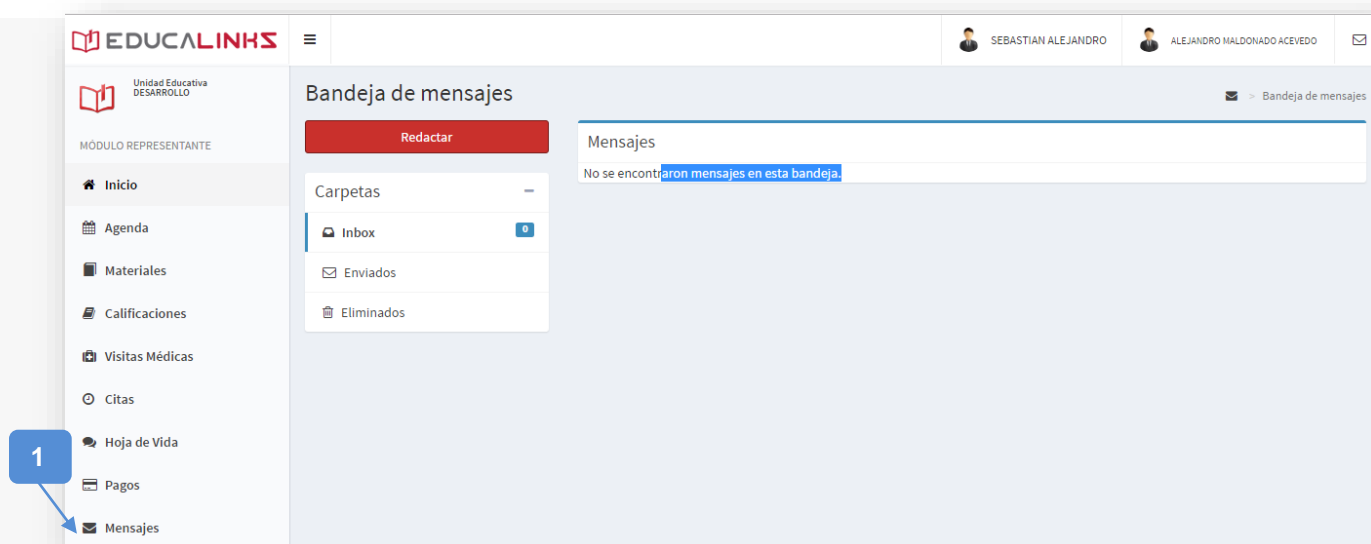 EDUCALINKS
SEBASTIAN ALEJANDRO
ALEJANDRO MALDONADO ACEVEDO
Unidad Educativa
DESARROLLO
MÓDULO REPRESENTANTE
Inicio
Agenda
Materiales
Calificaciones
Visitas Médicas
Citas
Hoja de Vida
Pagos
Mensajes
1
Bandeja de mensajes
> Bandeja de mensajes
Redactar
Carpetas
Inbox 0
Enviados
Eliminados
Mensajes
No se encontraron mensajes en esta bandeja.